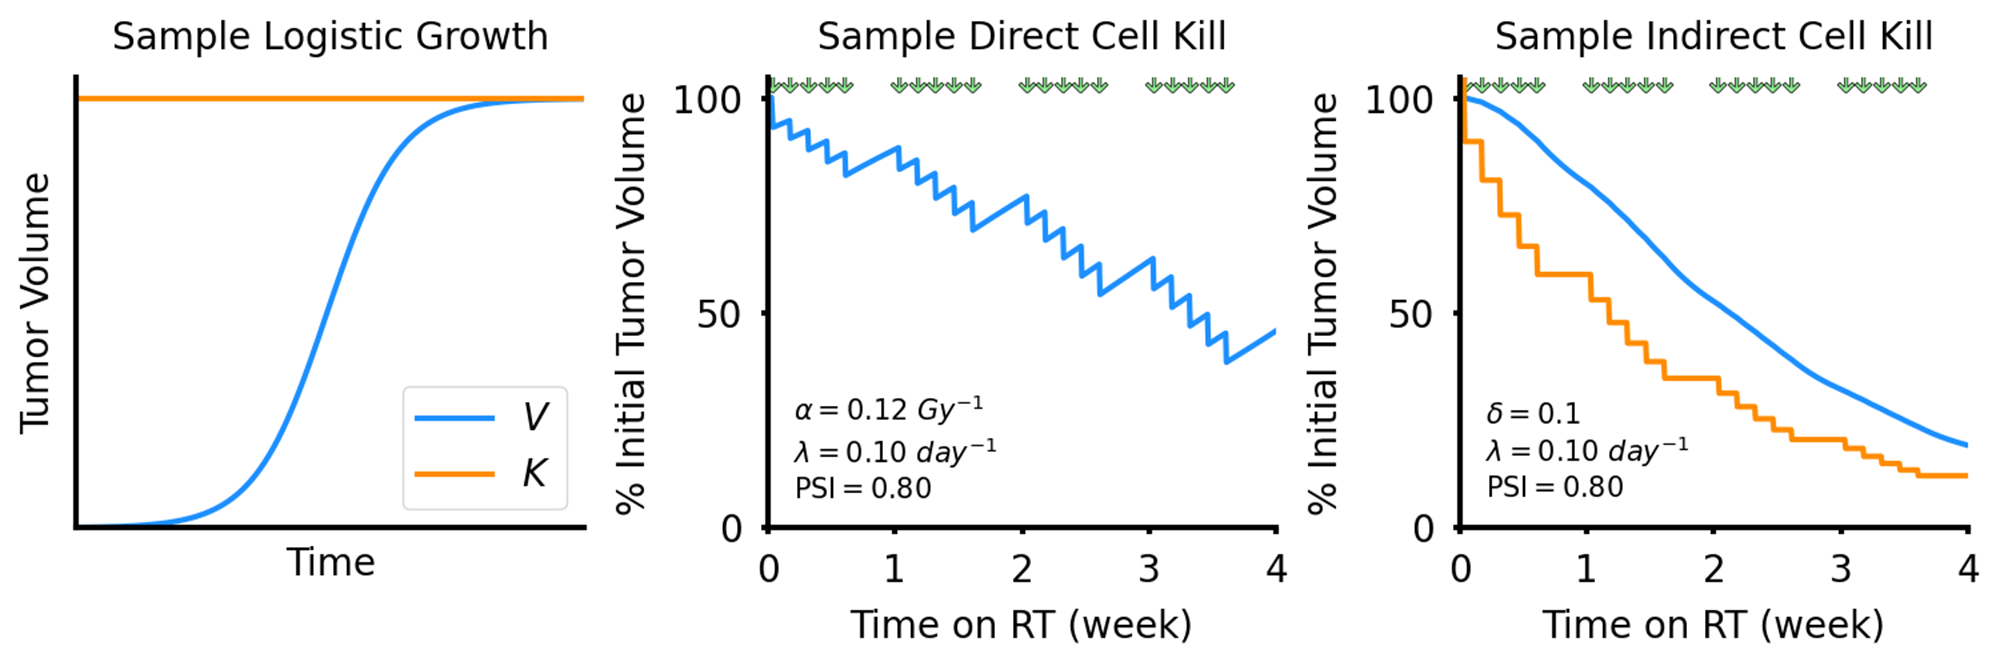 Sample Logistic Growth
Tumor Volume
V
K
Time
Sample Direct Cell Kill
% Initial Tumor Volume
100
50
0
α = 0.12 Gy⁻¹
λ = 0.10 day⁻¹
PSI = 0.80
0 1 2 3 4
Time on RT (week)
Sample Indirect Cell Kill
% Initial Tumor Volume
100
50
0
δ = 0.1
λ = 0.10 day⁻¹
PSI = 0.80
0 1 2 3 4
Time on RT (week)